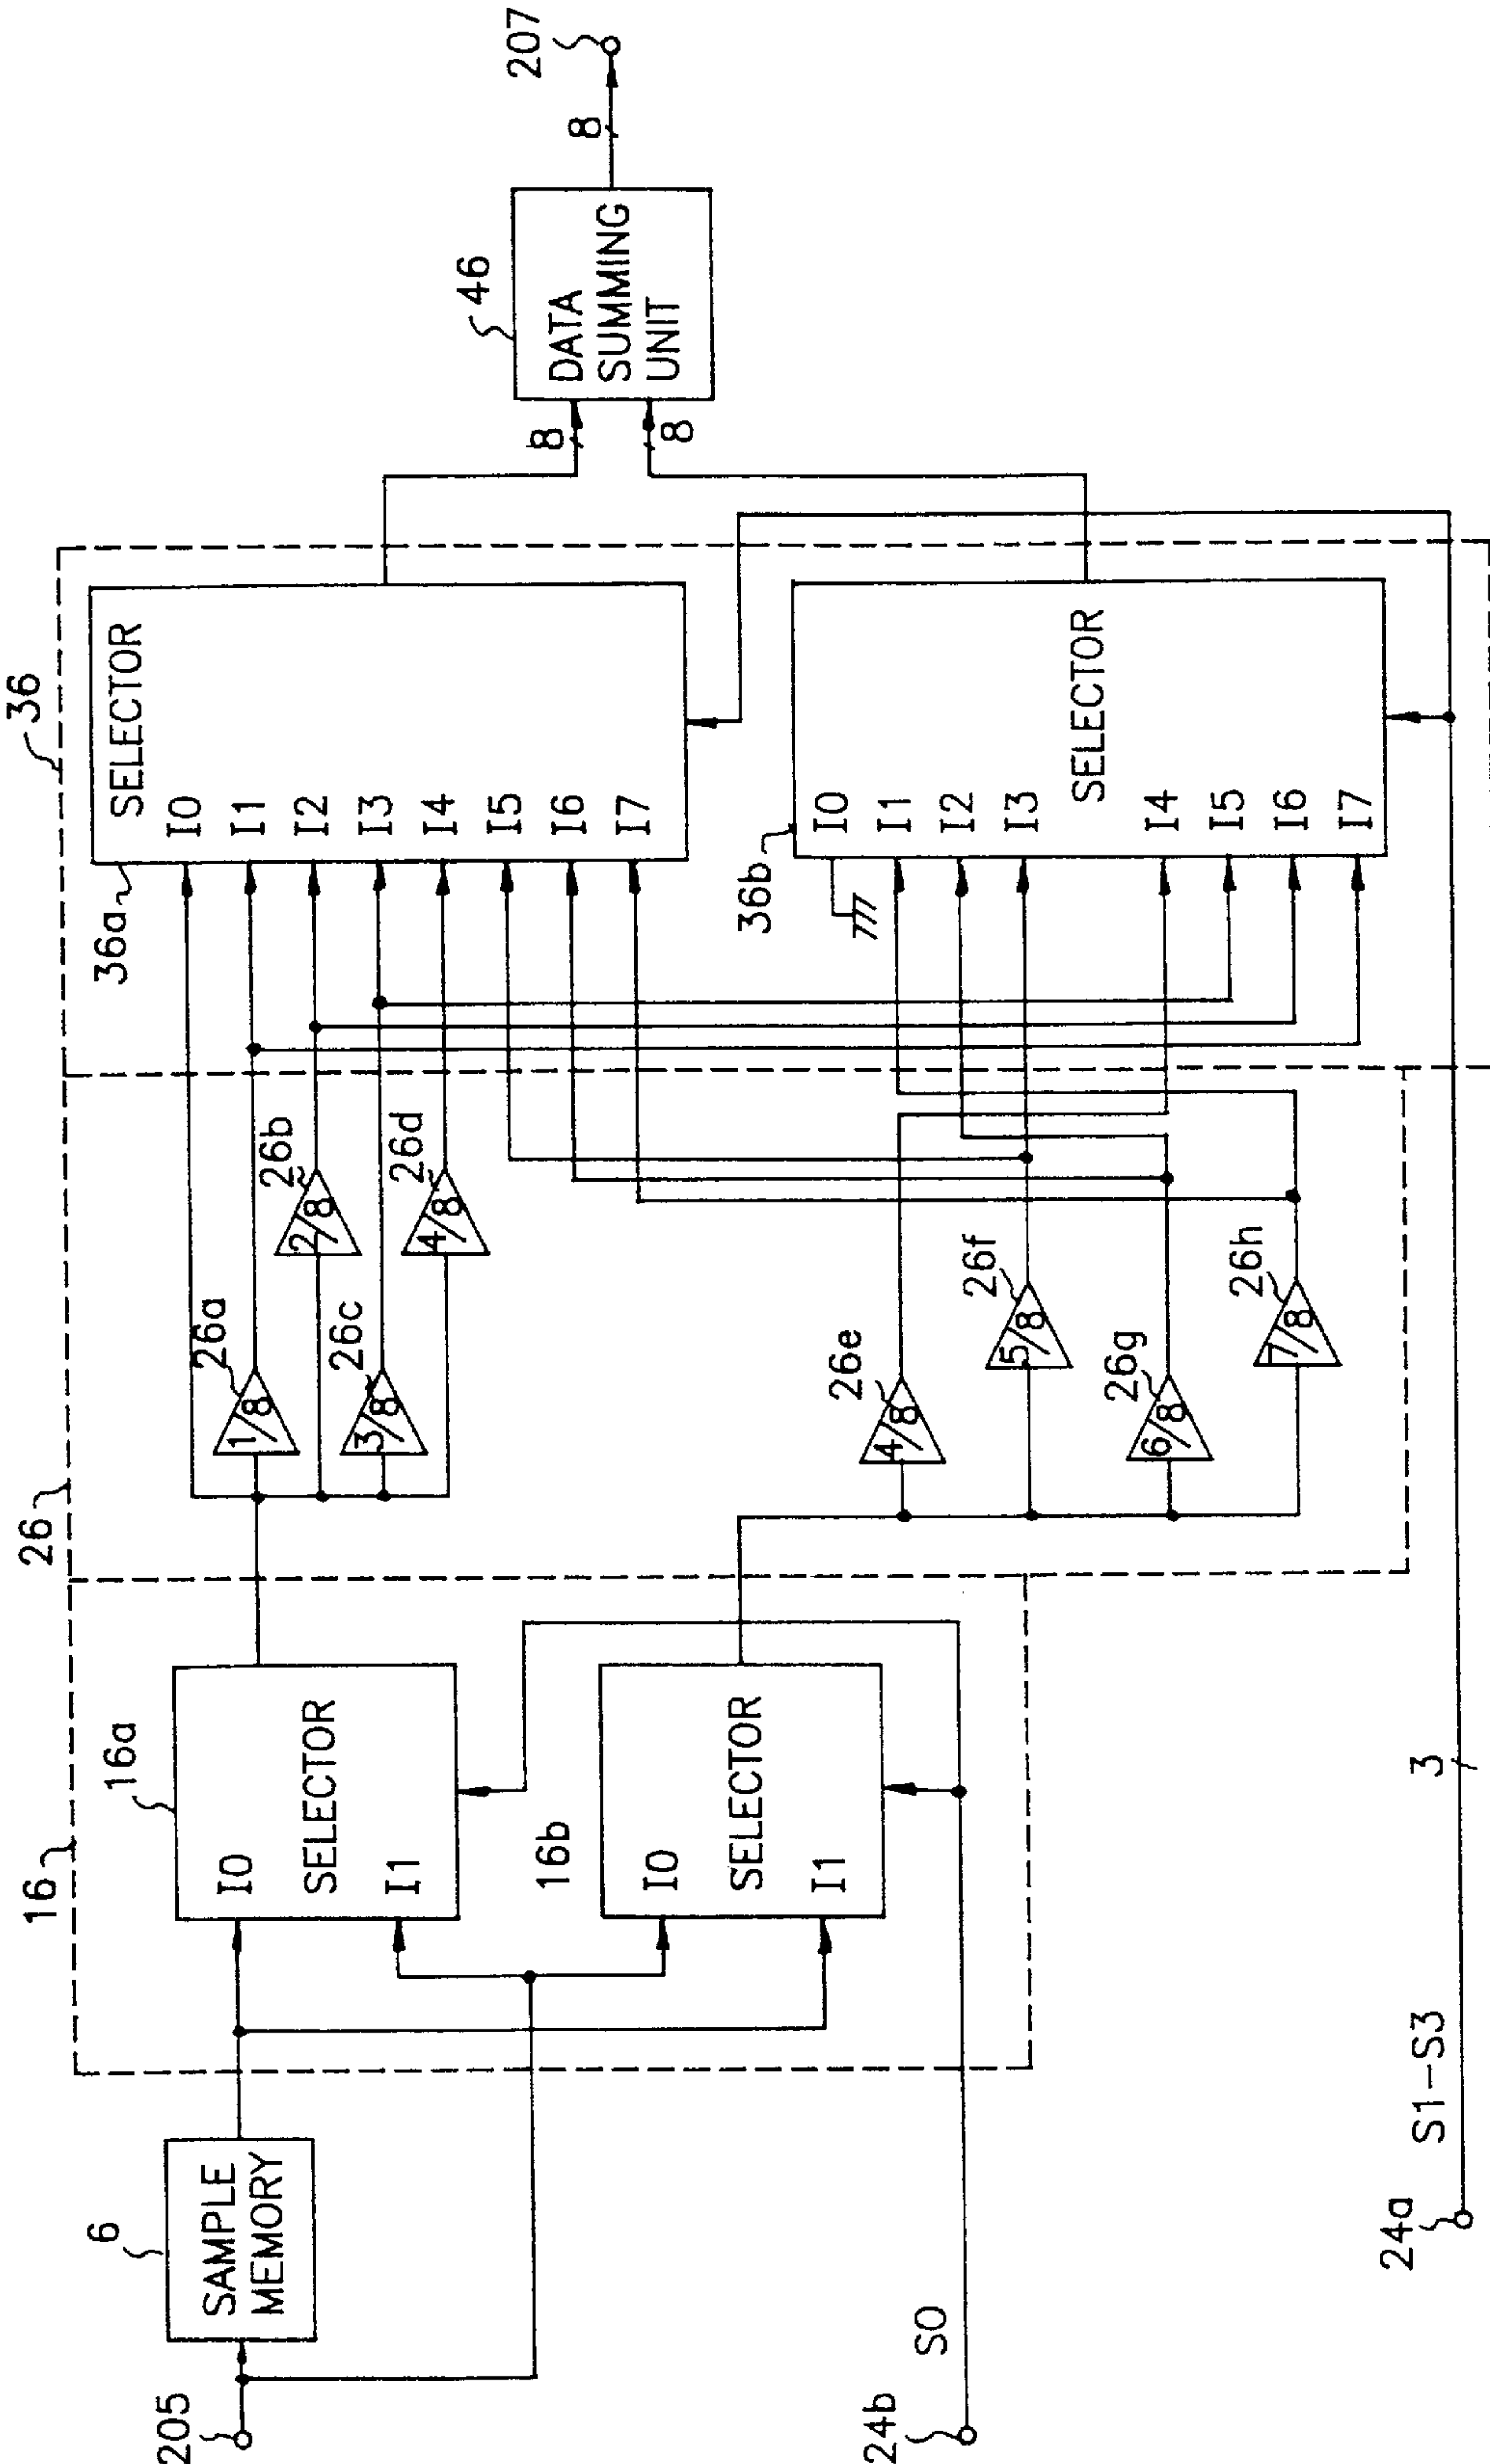 205
6
SAMPLE
MEMORY
24b
S0
24a
S1–S3
3
16
16a
I0
SELECTOR
I1
16b
I0
SELECTOR
I1
26
26a
1/8
26b
2/8
26c
3/8
26d
4/8
26e
4/8
26f
5/8
26g
6/8
26h
7/8
36
36a
SELECTOR
I0
I1
I2
I3
I4
I5
I6
I7
36b
SELECTOR
I0
I1
I2
I3
I4
I5
I6
I7
8
8
46
DATA
SUMMING
UNIT
8
207